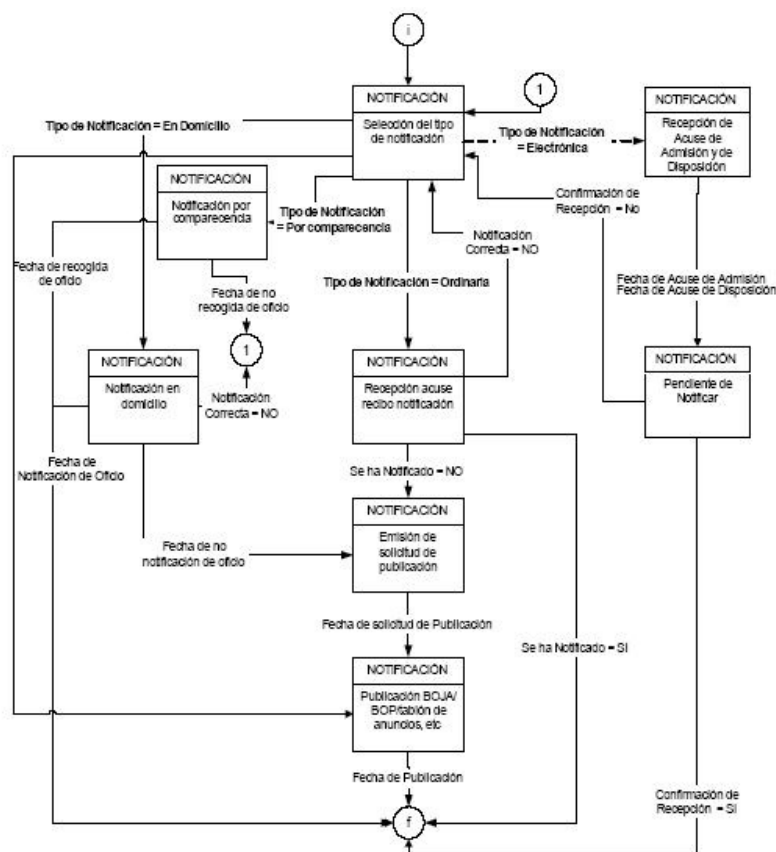 i
1
NOTIFICACIÓN
Selección del tipo
de notificación
NOTIFICACIÓN
Recepción de
Acuse de
Admisión y de
Disposición
Tipo de Notificación = En Domicilio
Tipo de Notificación
= Electrónica
NOTIFICACIÓN
Notificación por
comparecencia
Tipo de Notificación
= Por comparecencia
Confirmación de
Recepción = No
Notificación
Correcta = NO
Fecha de recogida
de oficio
Fecha de no
recogida de oficio
Tipo de Notificación = Ordinaria
Fecha de Acuse de Admisión
Fecha de Acuse de Disposición
1
NOTIFICACIÓN
Notificación en
domicilio
Notificación
Correcta = NO
NOTIFICACIÓN
Recepción acuse
recibo notificación
NOTIFICACIÓN
Pendiente de
Notificar
Fecha de
Notificación de Oficio
Se ha Notificado = NO
NOTIFICACIÓN
Emisión de
solicitud de
publicación
Fecha de no
notificación de oficio
Fecha de solicitud de Publicación
Se ha Notificado = SI
NOTIFICACIÓN
Publicación BOJA/
BOP/tablón de
anuncios, etc
Fecha de Publicación
Confirmación de
Recepción = SI
f